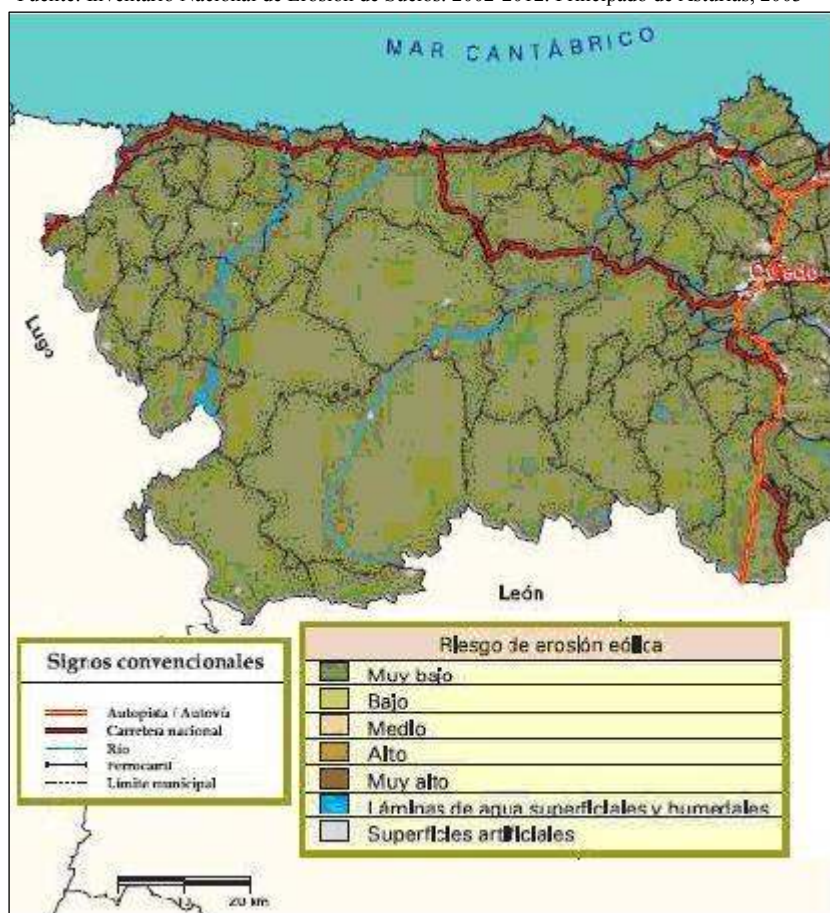 Fuente: Inventario Nacional de Erosión de Suelos. 2002-2012. Principado de Asturias, 2003
MAR CANTÁBRICO
Oviedo
Lugo
León
Signos convencionales
Autopista / Autovía
Carretera nacional
Río
Ferrocarril
Límite municipal
Riesgo de erosión eólica
Muy bajo
Bajo
Medio
Alto
Muy alto
Láminas de agua superficiales y humedales
Superficies artificiales
20 km